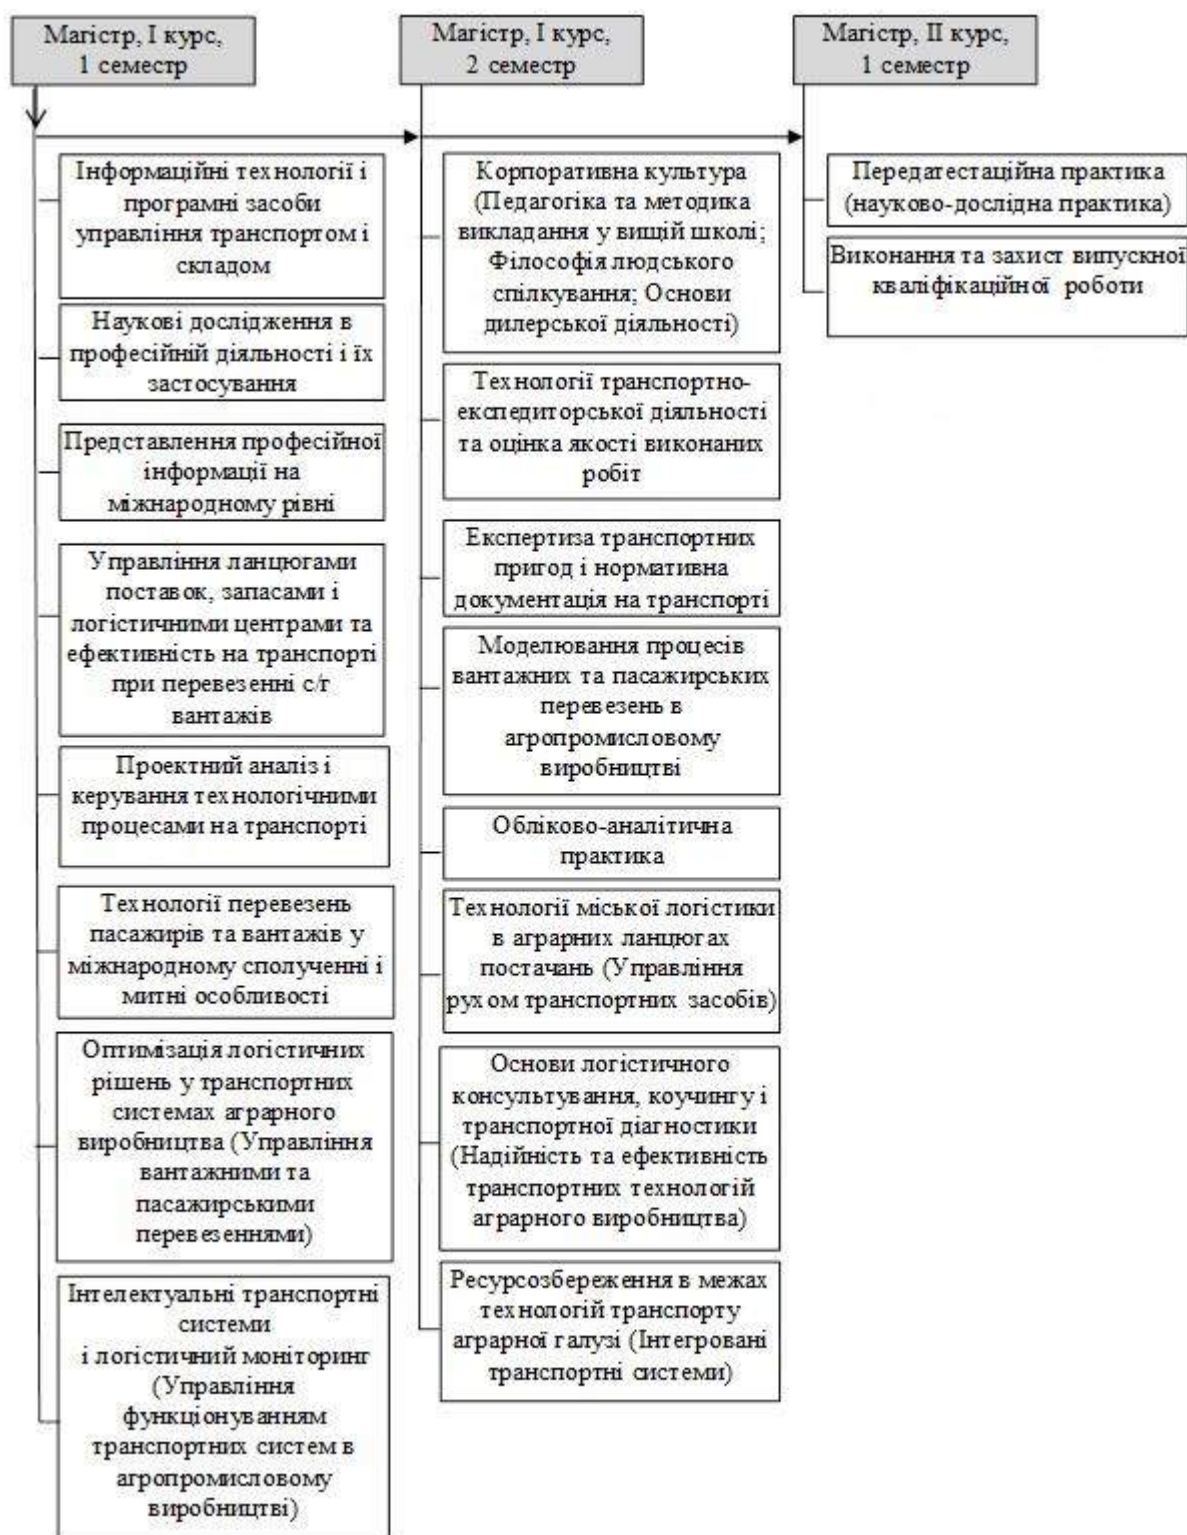 Магістр, I курс,
1 семестр
Інформаційні технології і
програмні засоби
управління транспортом і
складом
Наукові дослідження в
професійній діяльності і їх
застосування
Представлення професійної
інформації на
міжнародному рівні
Управління ланцюгами
поставок, запасами і
логістичними центрами та
ефективність на транспорті
при перевезенні с/г
вантажів
Проектний аналіз і
керування технологічними
процесами на транспорті
Технології перевезень
пасажирів та вантажів у
міжнародному сполученні і
митні особливості
Оптимізація логістичних
рішень у транспортних
системах аграрного
виробництва (Управління
вантажними та
пасажирськими
перевезеннями)
Інтелектуальні транспортні
системи
і логістичний моніторинг
(Управління
функціонуванням
транспортних систем в
агропромисловому
виробництві)
Магістр, I курс,
2 семестр
Корпоративна культура
(Педагогіка та методика
викладання у вищій школі;
Філософія людського
спілкування; Основи
дилерської діяльності)
Технології транспортно-
експедиторської діяльності
та оцінка якості виконаних
робіт
Експертиза транспортних
пригод і нормативна
документація на транспорті
Моделювання процесів
вантажних та пасажирських
перевезень в
агропромисловому
виробництві
Обліково-аналітична
практика
Технології міської логістики
в аграрних ланцюгах
постачань (Управління
рухом транспортних засобів)
Основи логістичного
консультування, коучингу і
транспортної діагностики
(Надійність та ефективність
транспортних технологій
аграрного виробництва)
Ресурсозбереження в межах
технологій транспорту
аграрної галузі (Інтегровані
транспортні системи)
Магістр, II курс,
1 семестр
Передатестаційна практика
(науково-дослідна практика)
Виконання та захист випускної
кваліфікаційної роботи